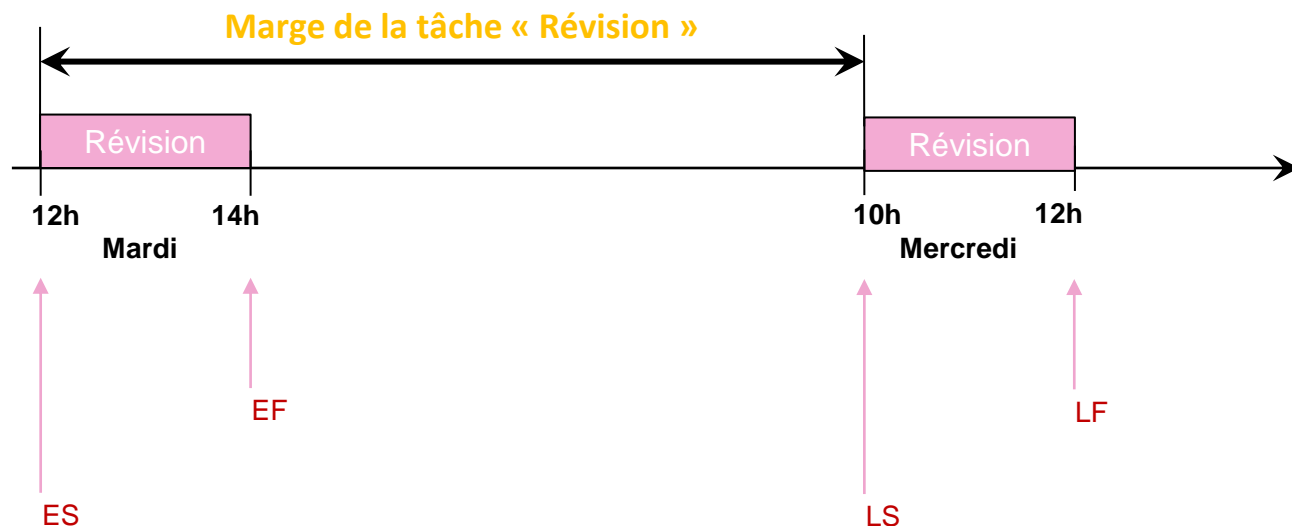 Marge de la tâche « Révision »
Révision
Révision
12h
14h
10h
12h
Mardi
Mercredi
EF
LF
ES
LS